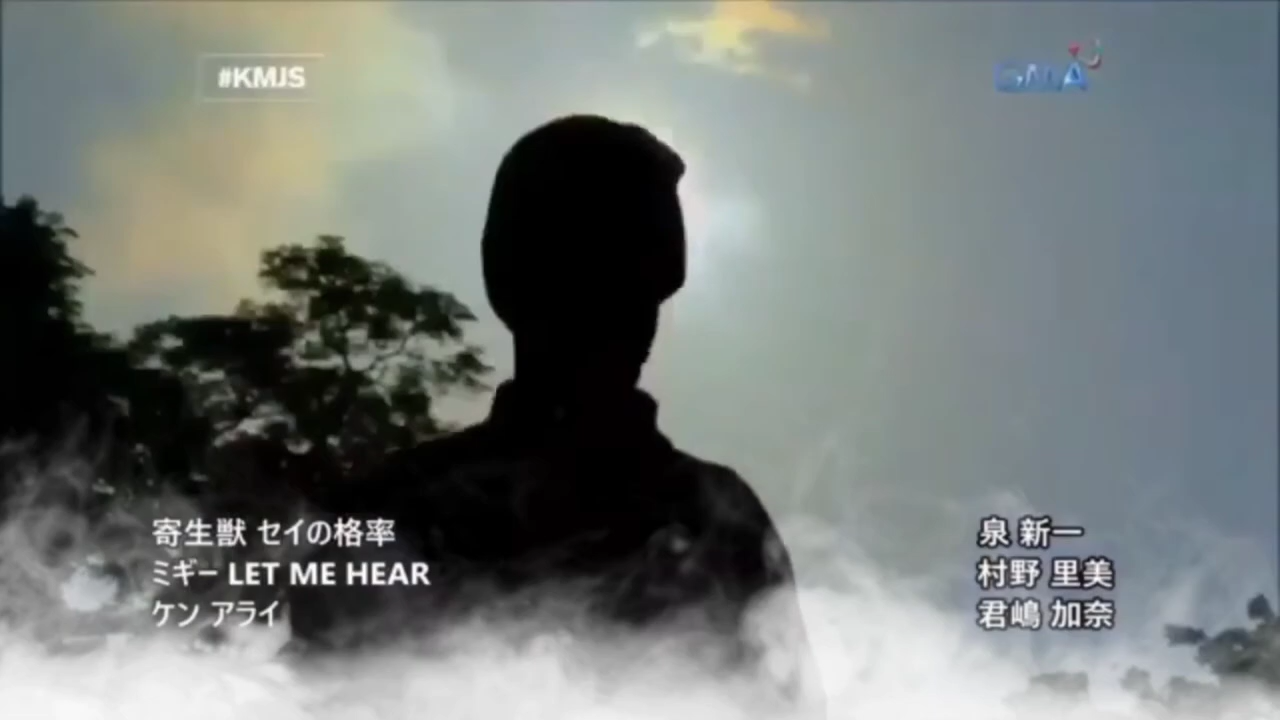 #KMJS
寄生獣 セイの格率
ミギー LET ME HEAR
ケン アライ
泉 新一
村野 里美
君嶋 加奈